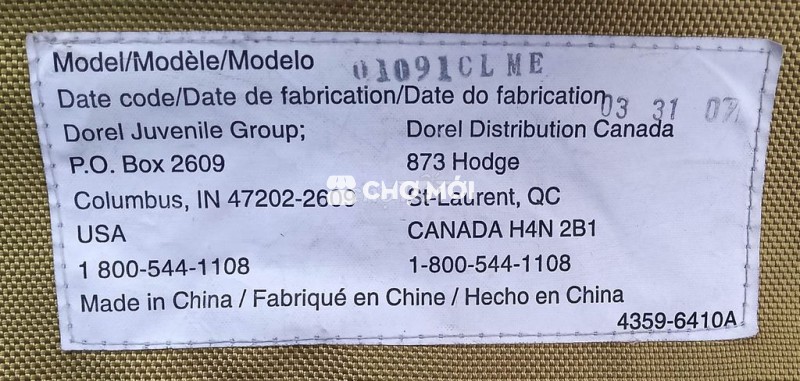 Model/Modèle/Modelo 01091CLME
Date code/Date de fabrication/Date do fabrication 03 31 07
Dorel Juvenile Group; Dorel Distribution Canada
P.O. Box 2609 873 Hodge
Columbus, IN 47202-2609 St-Laurent, QC
CHỢ MỚI
USA CANADA H4N 2B1
1 800-544-1108 1-800-544-1108
Made in China / Fabriqué en Chine / Hecho en China
4359-6410A